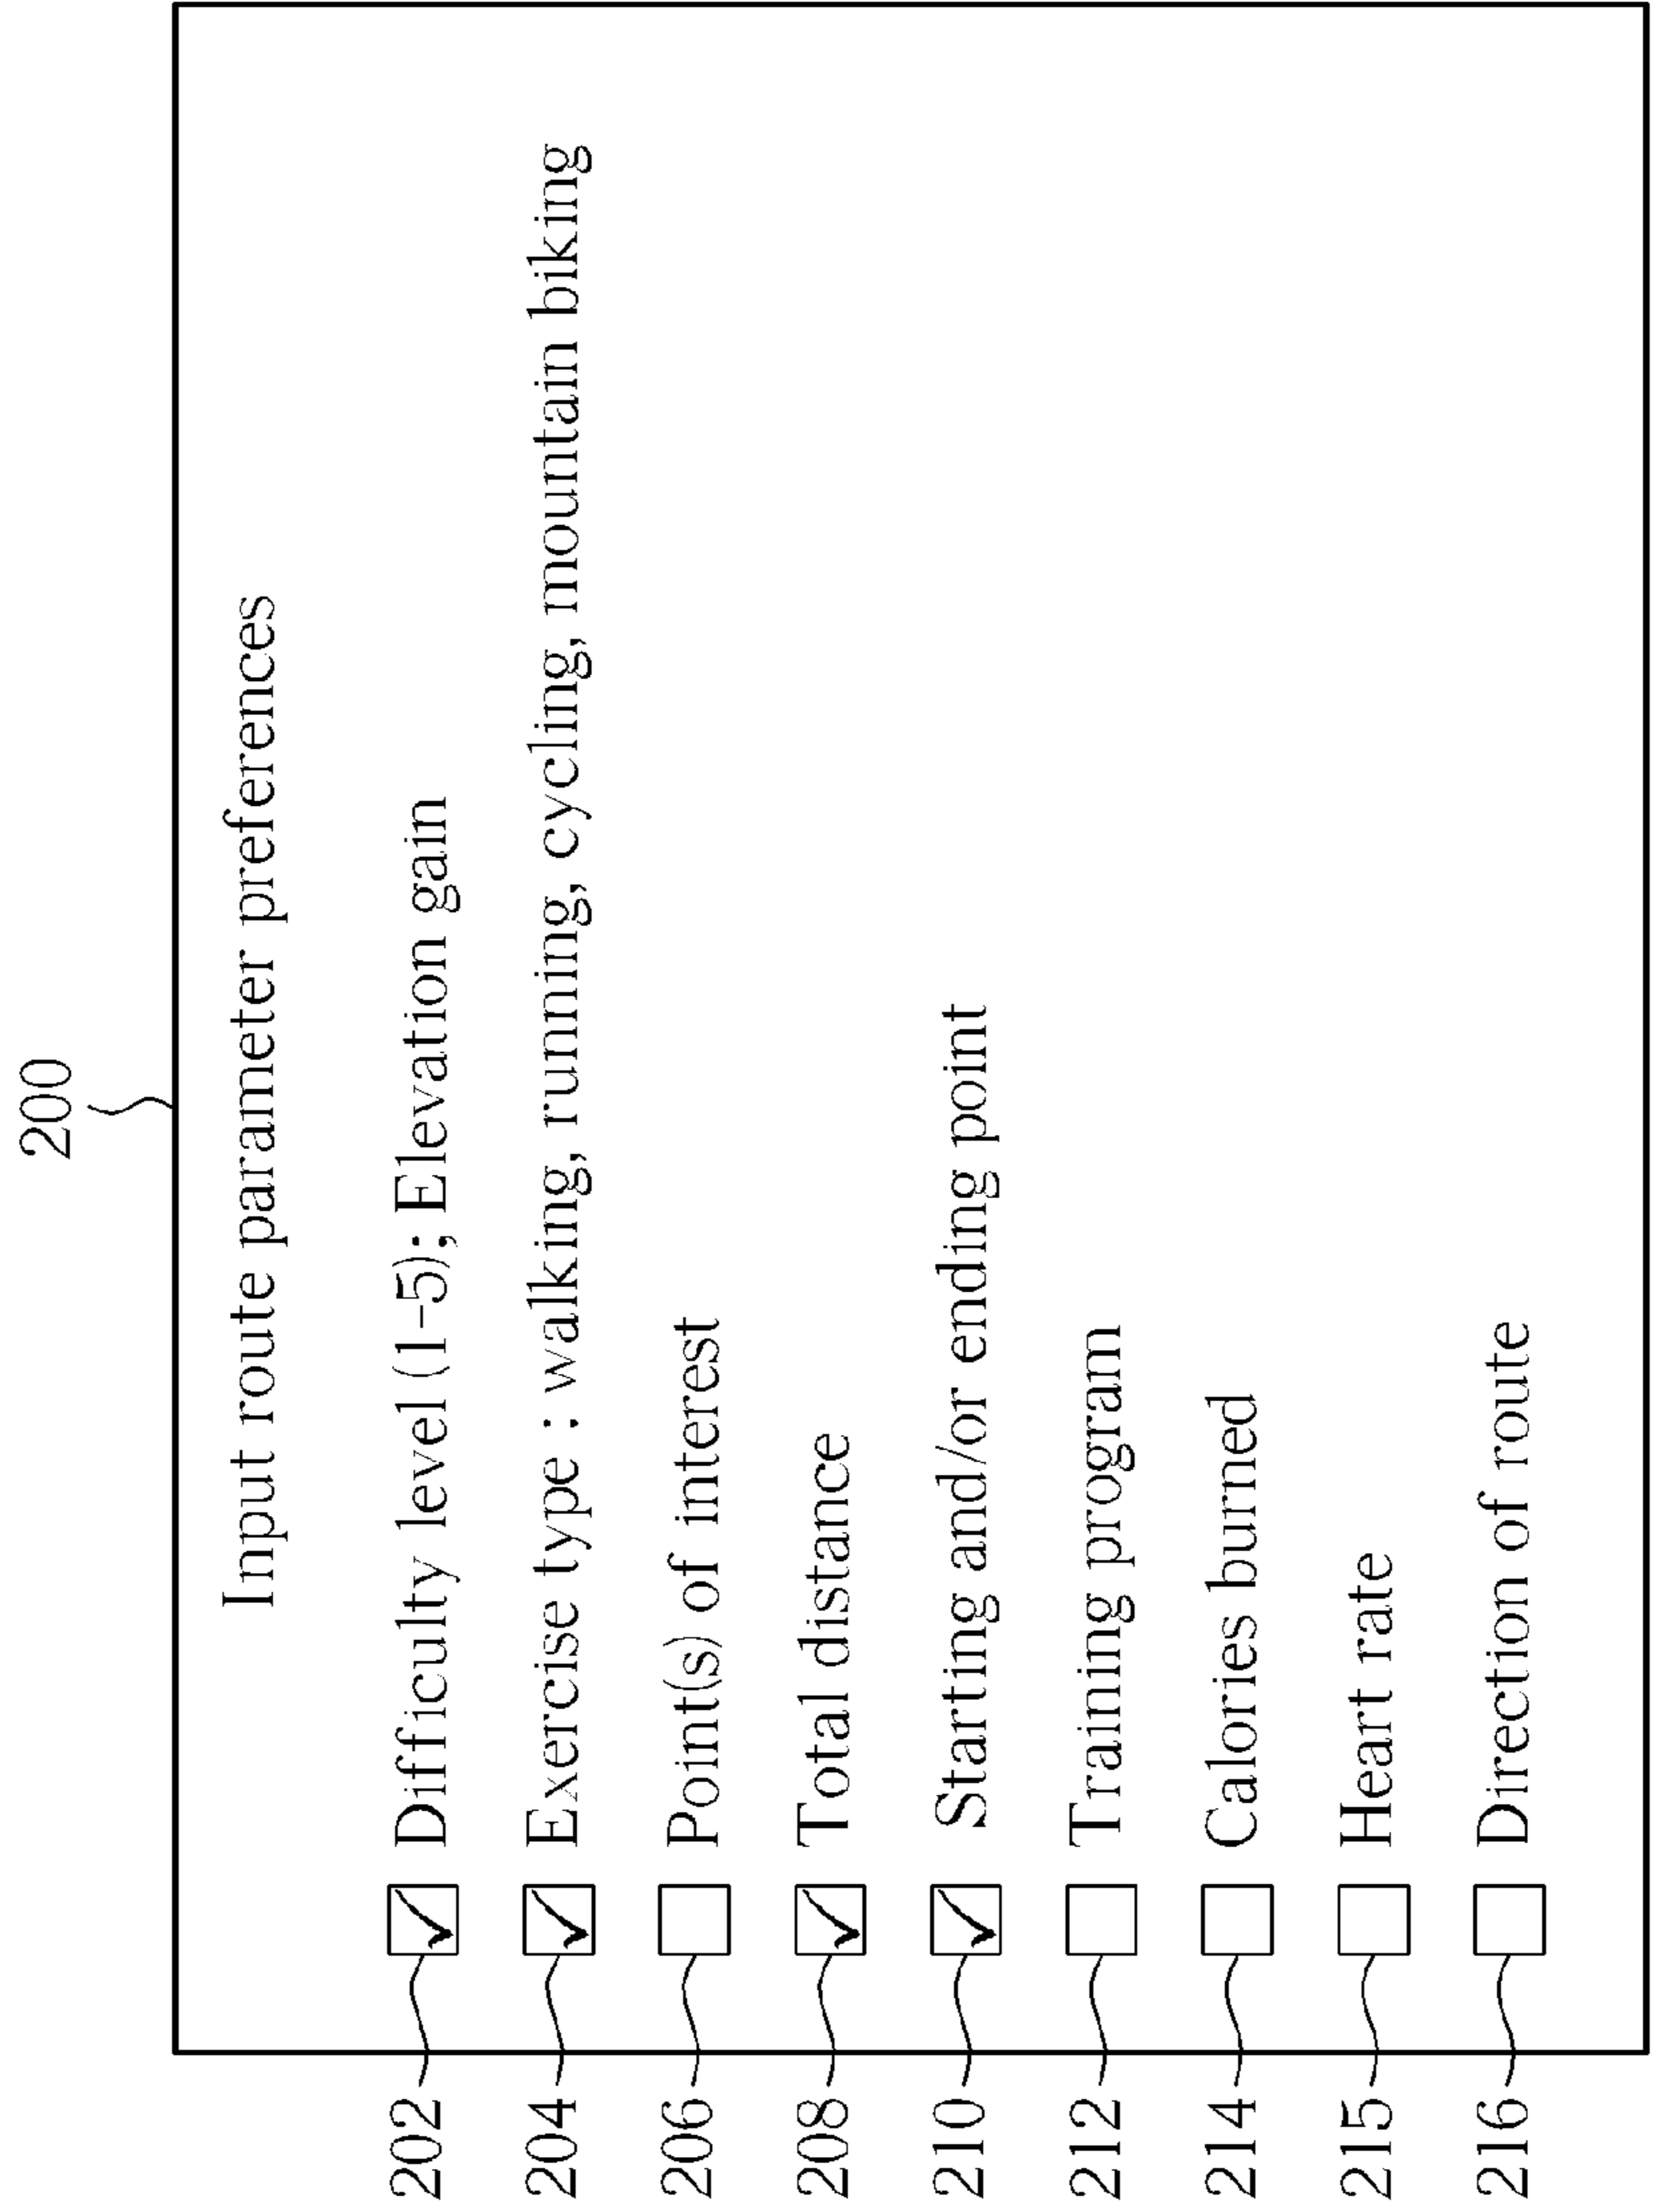 200
Input route parameter preferences
202 Difficulty level (1-5); Elevation gain
204 Exercise type : walking, running, cycling, mountain biking
206 Point(s) of interest
208 Total distance
210 Starting and/or ending point
212 Training program
214 Calories burned
215 Heart rate
216 Direction of route